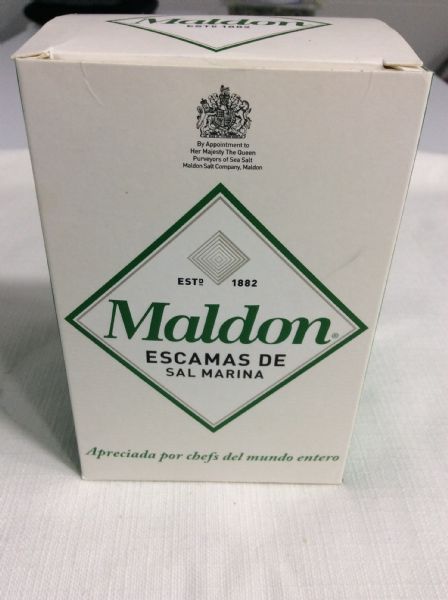 Maldon
ESTD 1882
By Appointment to
Her Majesty The Queen
Purveyors of Sea Salt
Maldon Salt Company, Maldon
ESTD 1882
Maldon®
ESCAMAS DE
SAL MARINA
Apreciada por chefs del mundo entero